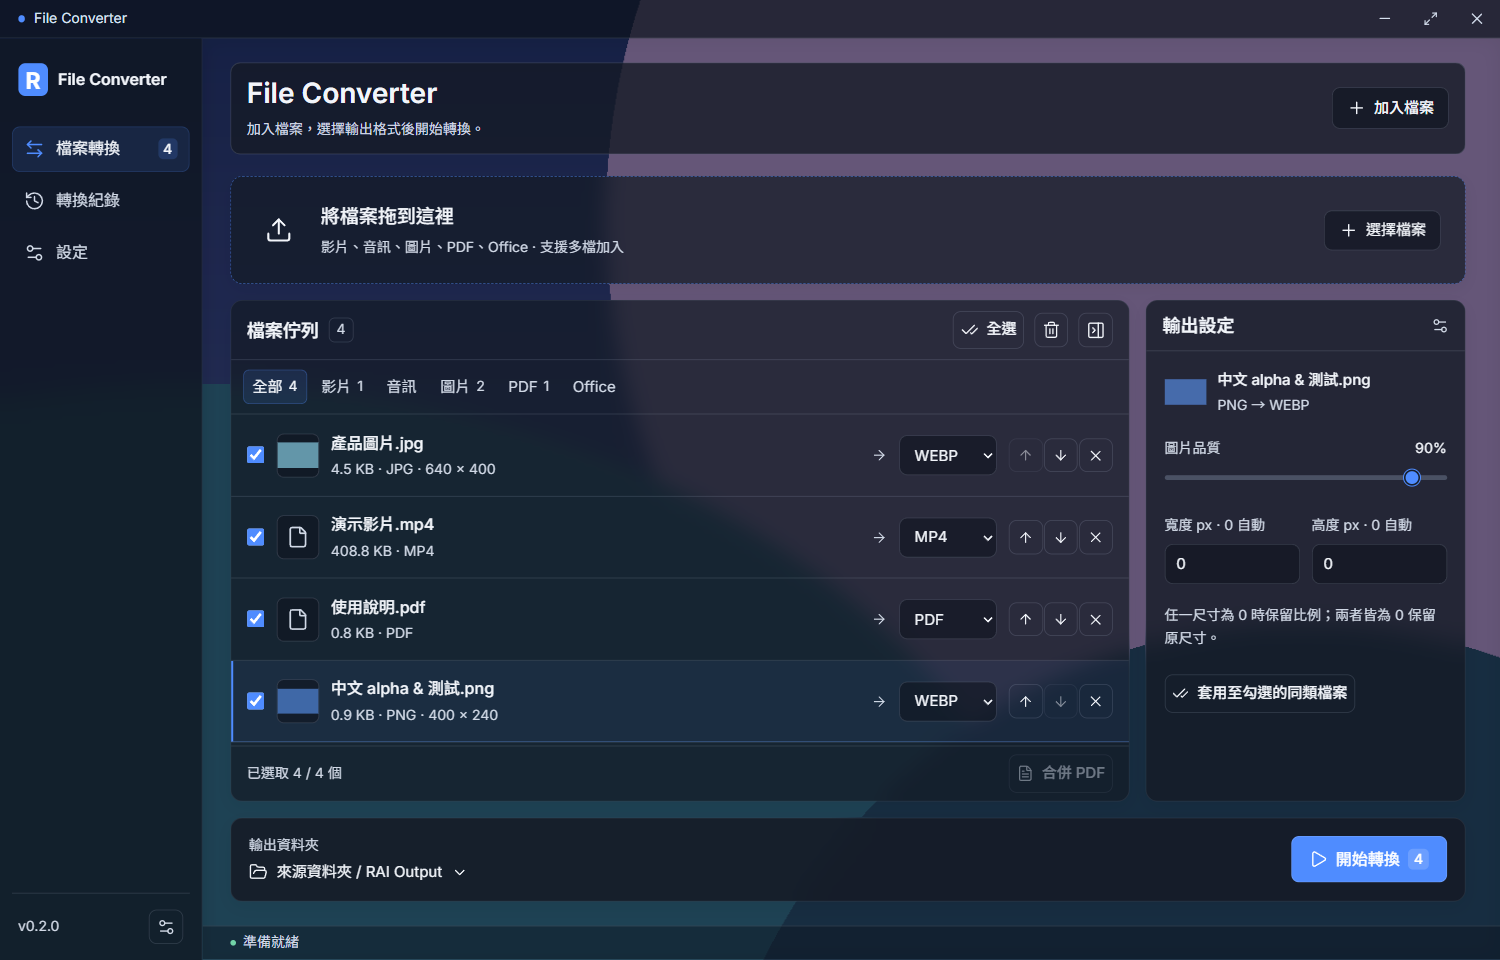 File Converter
R File Converter
檔案轉換 4
轉換紀錄
設定
v0.2.0
File Converter
加入檔案，選擇輸出格式後開始轉換。
加入檔案
將檔案拖到這裡
影片、音訊、圖片、PDF、Office · 支援多檔加入
選擇檔案
檔案佇列 4
全選
全部 4 影片 1 音訊 圖片 2 PDF 1 Office
產品圖片.jpg
4.5 KB · JPG · 640 × 400
→ WEBP
演示影片.mp4
408.8 KB · MP4
→ MP4
使用說明.pdf
0.8 KB · PDF
→ PDF
中文 alpha & 測試.png
0.9 KB · PNG · 400 × 240
→ WEBP
已選取 4 / 4 個
合併 PDF
輸出設定
中文 alpha & 測試.png
PNG → WEBP
圖片品質 90%
寬度 px · 0 自動 高度 px · 0 自動
0 0
任一尺寸為 0 時保留比例；兩者皆為 0 保留
原尺寸。
套用至勾選的同類檔案
輸出資料夾
來源資料夾 / RAI Output
開始轉換 4
準備就緒